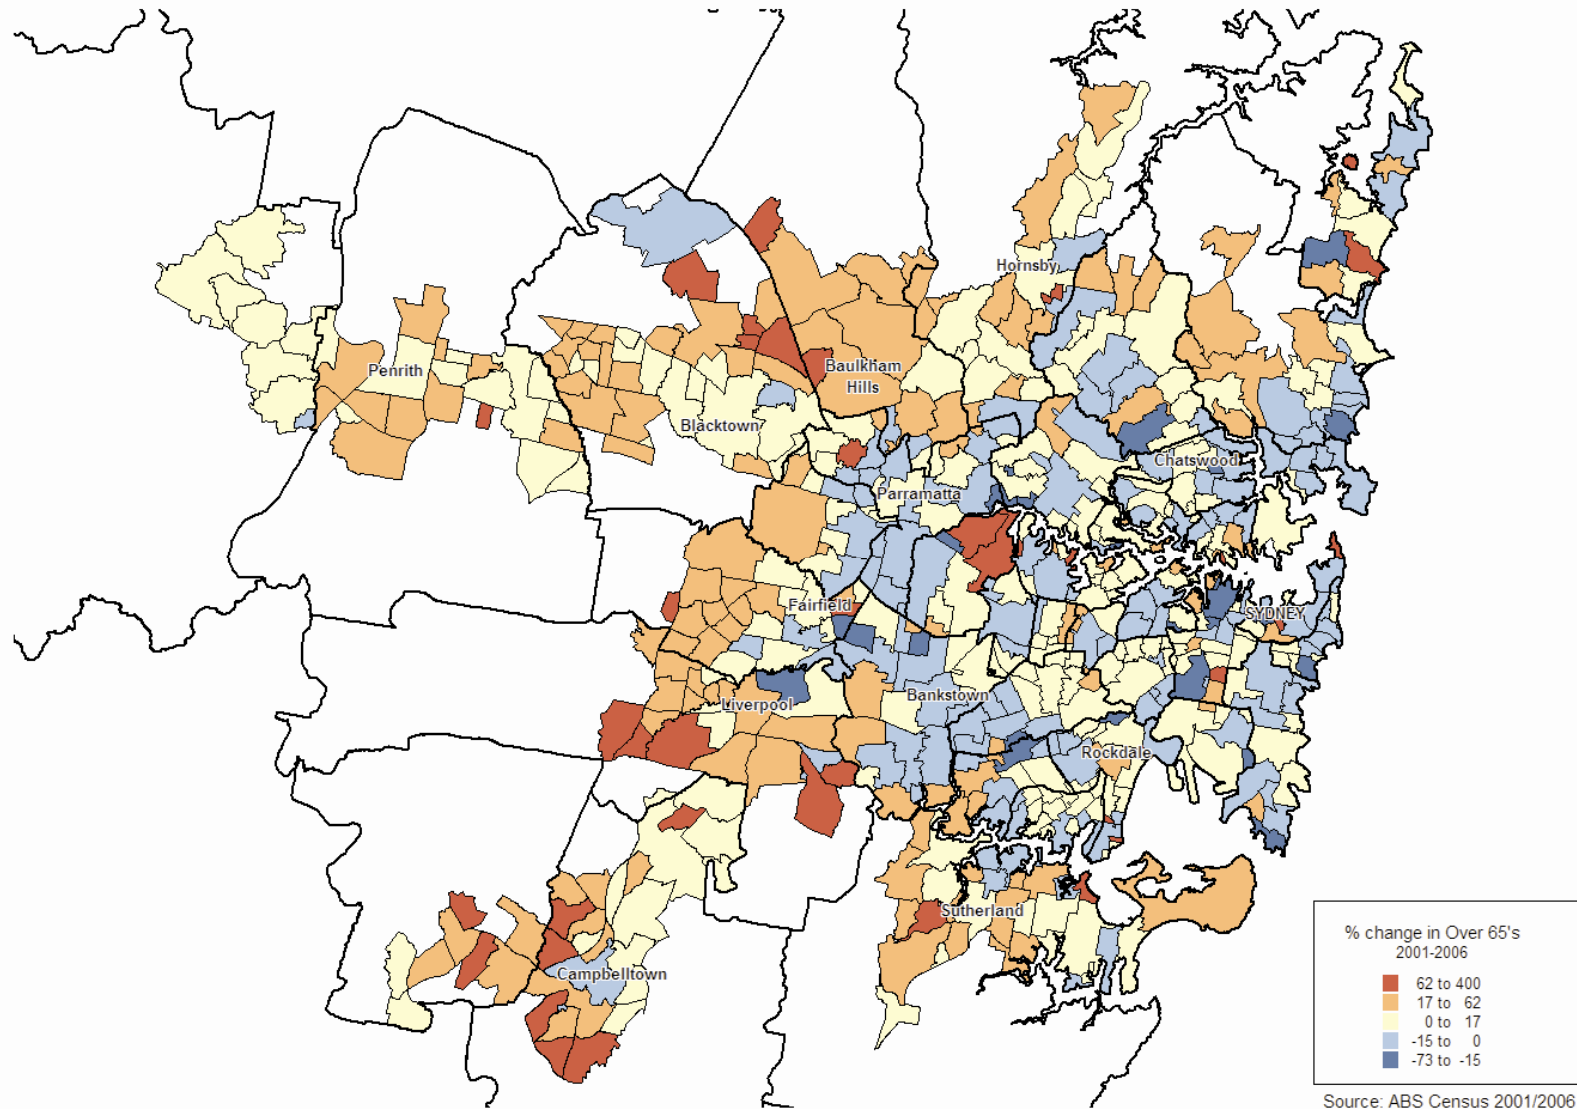 Hornsby
Penrith
Baulkham
Hills
Blacktown
Chatswood
Parramatta
Fairfield
SYDNEY
Liverpool
Bankstown
Rockdale
Sutherland
Campbelltown
% change in Over 65's
2001-2006
62 to 400
17 to 62
0 to 17
-15 to 0
-73 to -15
Source: ABS Census 2001/2006